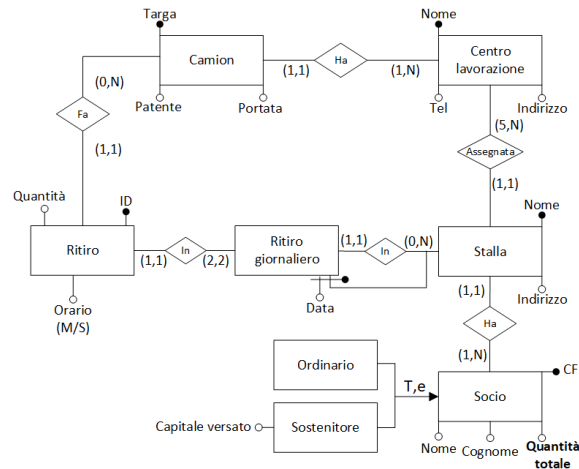 Targa
Nome
Camion
(1,1)
Ha
(1,N)
Centro
lavorazione
(0,N)
Patente
Portata
Tel
Indirizzo
Fa
(5,N)
Assegnata
(1,1)
(1,1)
Quantità
ID
Nome
Ritiro
(1,1)
In
(2,2)
Ritiro
giornaliero
(1,1)
In
(0,N)
Stalla
Orario
(M/S)
Data
(1,1)
Indirizzo
Ha
(1,N)
Ordinario
T,e
CF
Socio
Capitale versato
Sostenitore
Nome
Cognome
Quantità
totale